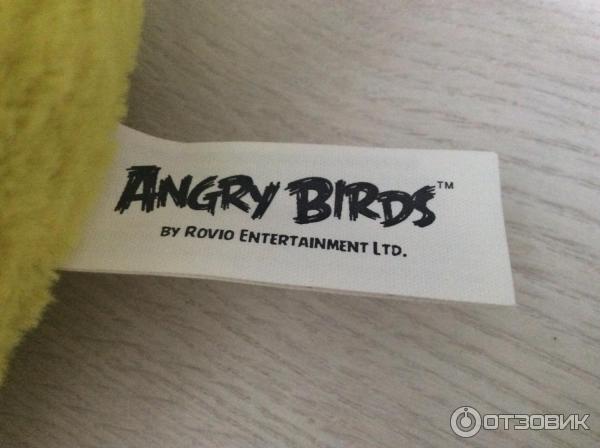 ANGRY BIRDS™
BY ROVIO ENTERTAINMENT LTD.
ОТЗОВИК